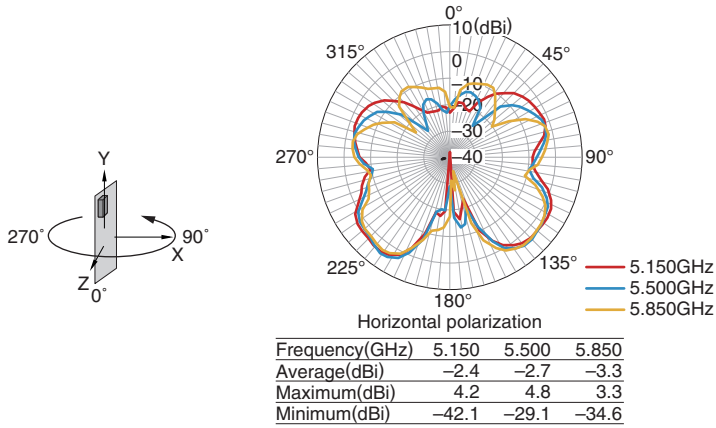 0°
10(dBi)
315°
45°
0
−10
−20
−30
−40
270°
90°
225°
135°
180°
Y
270˚
90˚
X
Z
0˚
5.150GHz
5.500GHz
5.850GHz
Horizontal polarization
Frequency(GHz) 5.150 5.500 5.850
Average(dBi) −2.4 −2.7 −3.3
Maximum(dBi) 4.2 4.8 3.3
Minimum(dBi) −42.1 −29.1 −34.6